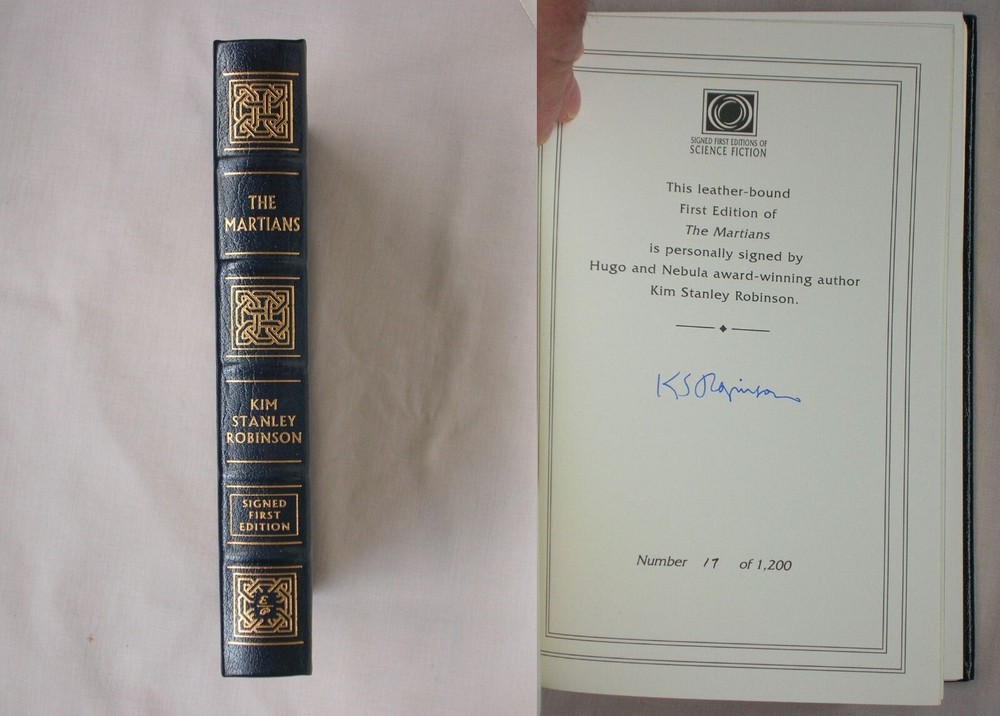 THE
MARTIANS
KIM
STANLEY
ROBINSON
SIGNED
FIRST
EDITION
SIGNED FIRST EDITIONS OF
SCIENCE FICTION
This leather-bound
First Edition of
The Martians
is personally signed by
Hugo and Nebula award-winning author
Kim Stanley Robinson.
KSRobinson
Number 17 of 1,200